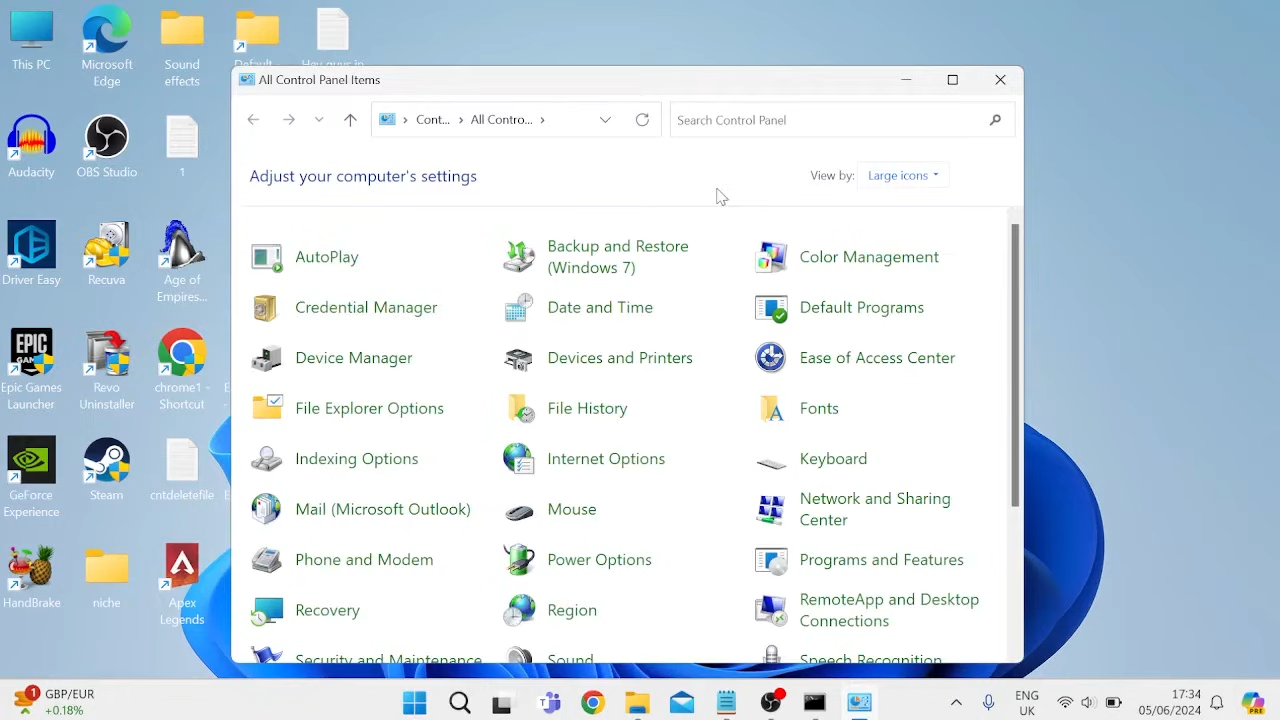 This PC
Microsoft
Edge
Sound
effects
Default
Hey guys in
All Control Panel Items
Cont...
All Contro...
Search Control Panel
Audacity
OBS Studio
1
Adjust your computer's settings
View by:
Large icons
AutoPlay
Backup and Restore
(Windows 7)
Color Management
Driver Easy
Recuva
Age of
Empires...
Credential Manager
Date and Time
Default Programs
Device Manager
Devices and Printers
Ease of Access Center
EPIC
GAMES
Epic Games
Launcher
Revo
Uninstaller
chrome1 -
Shortcut
File Explorer Options
File History
Fonts
Indexing Options
Internet Options
Keyboard
GeForce
Experience
Steam
cntdeletefile
Mail (Microsoft Outlook)
Mouse
Network and Sharing
Center
Phone and Modem
Power Options
Programs and Features
HandBrake
niche
Apex
Legends
Recovery
Region
RemoteApp and Desktop
Connections
Security and Maintenance
Sound
Speech Recognition
1
GBP/EUR
+0.18%
ENG
UK
17:34
05/06/2024
PRE